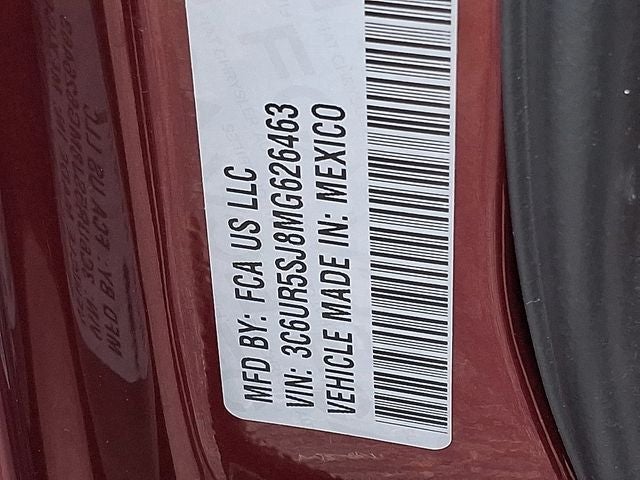 MFD BY: FCA US LLC
VIN: 3C6UR5SJ8MG626463
VEHICLE MADE IN: MEXICO